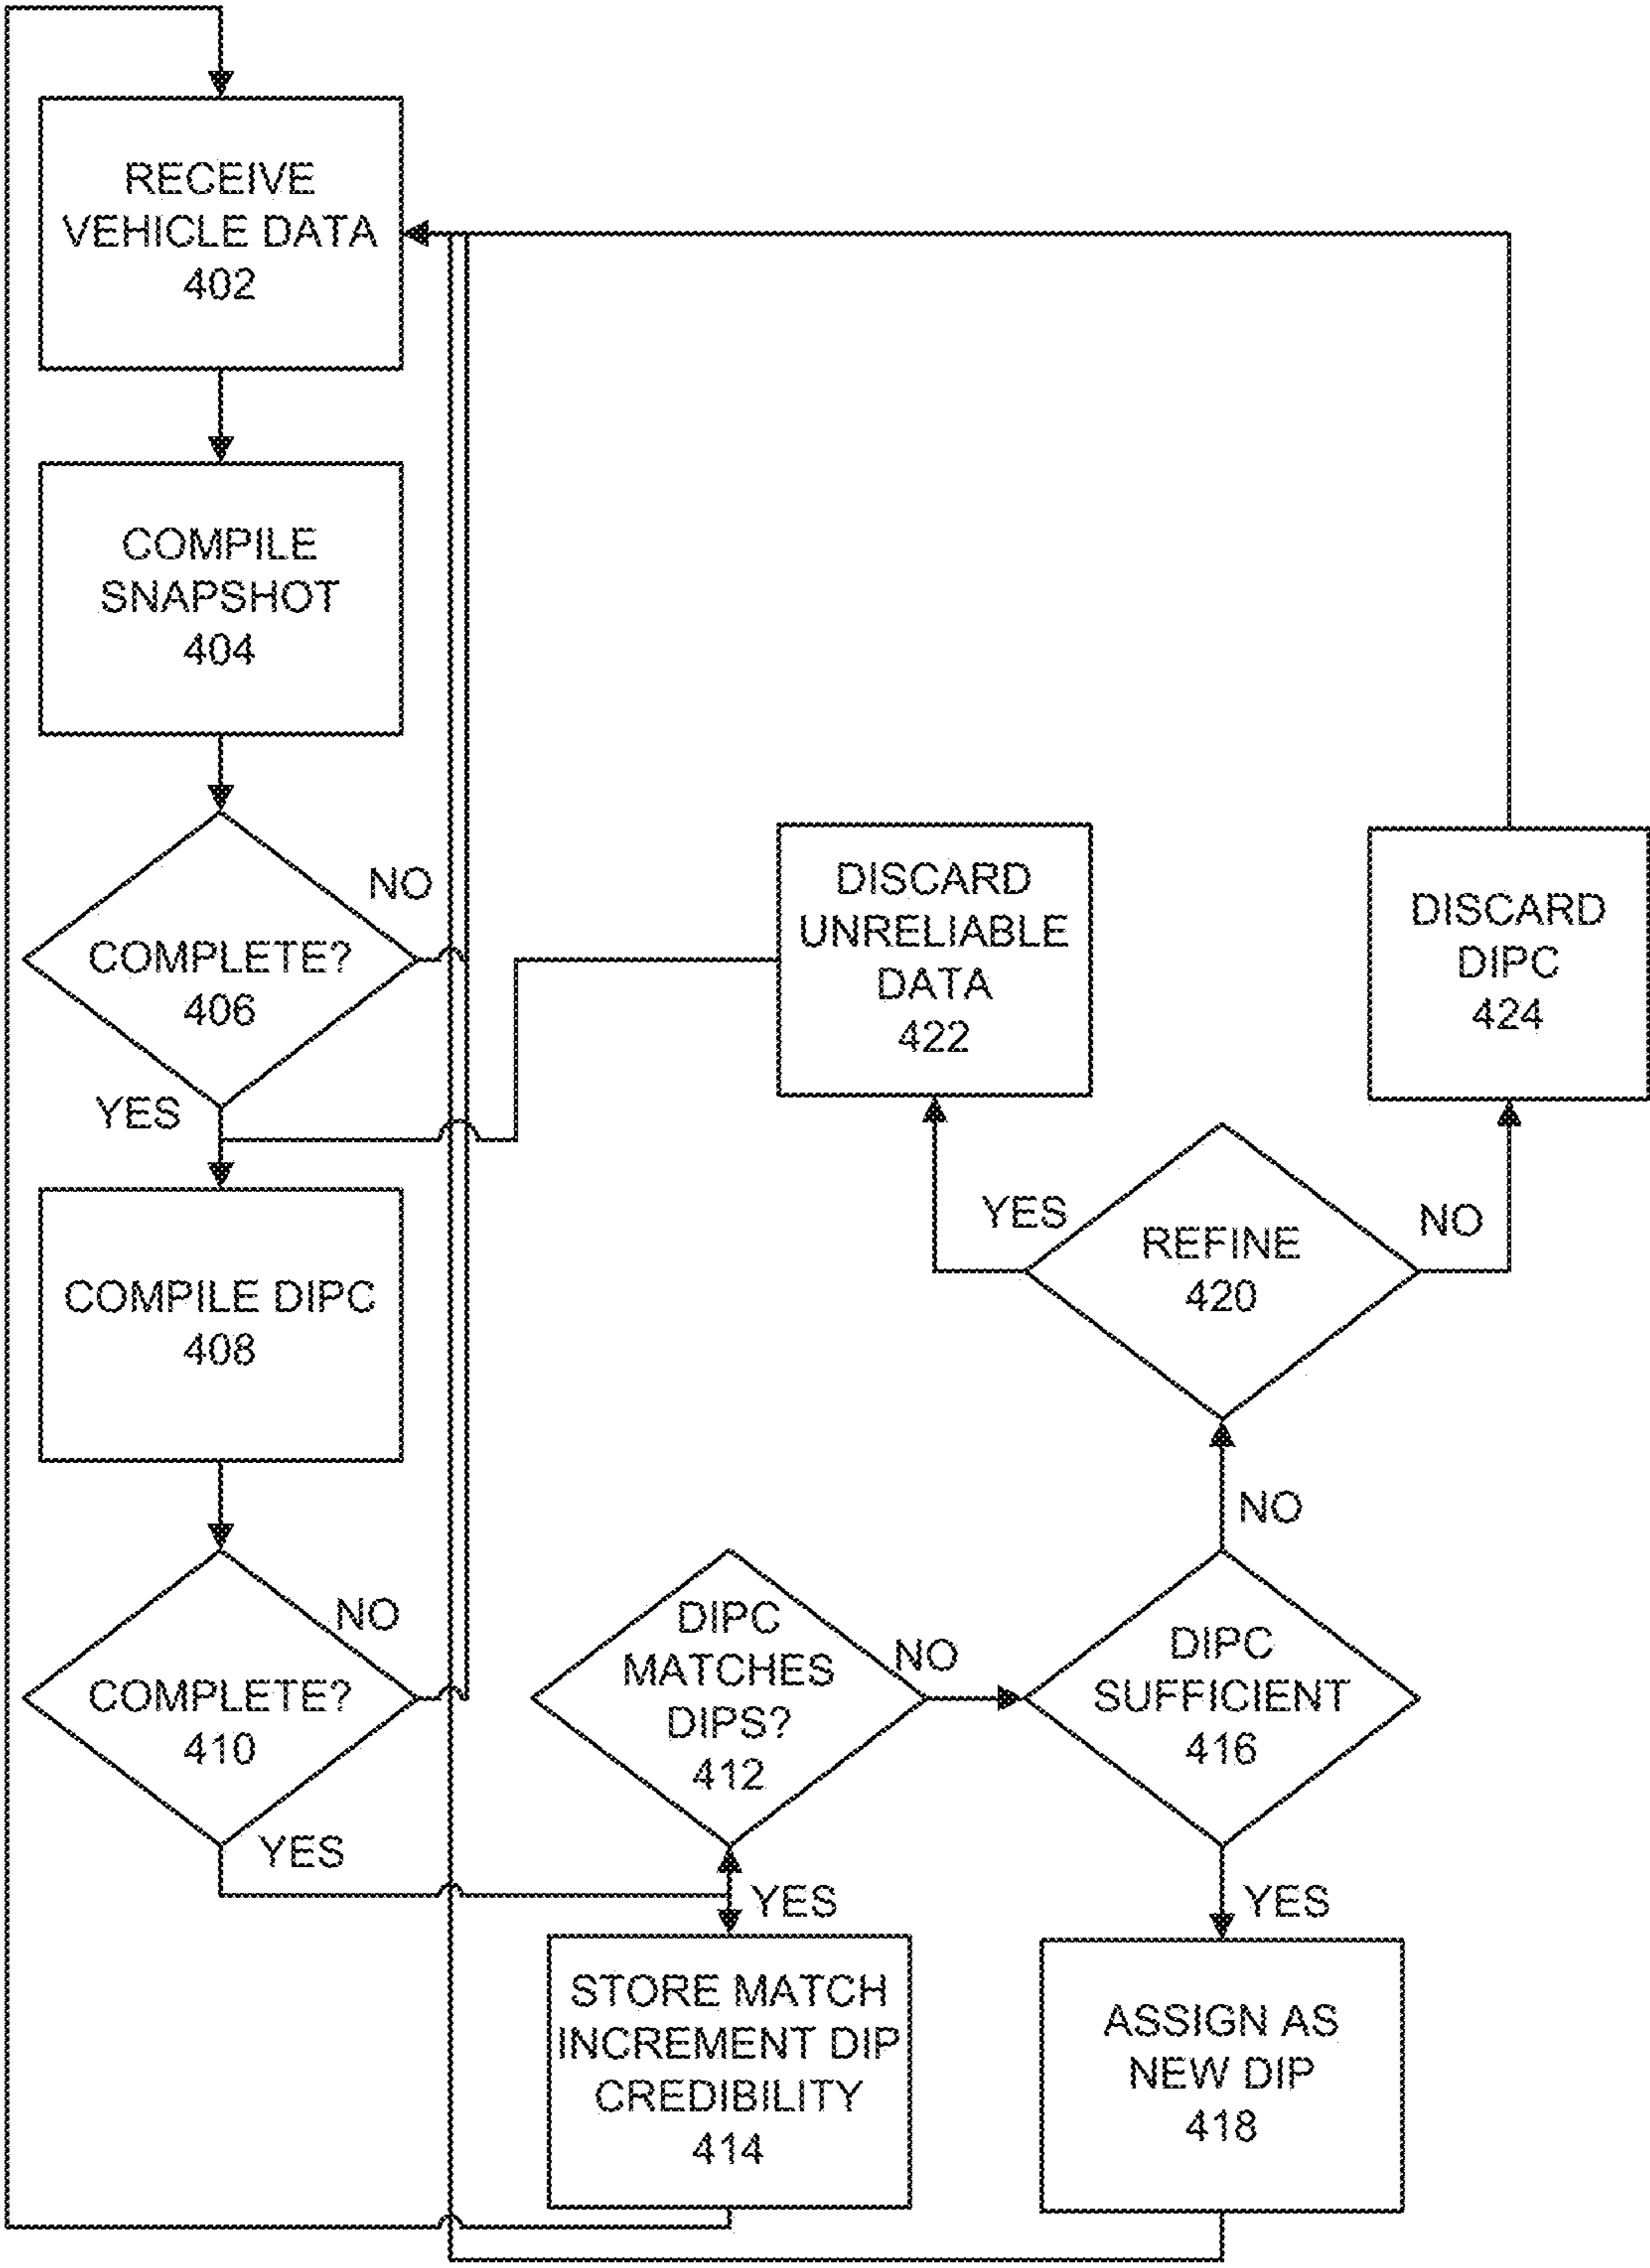 RECEIVE
VEHICLE DATA
402
COMPILE
SNAPSHOT
404
NO
COMPLETE?
406
YES
COMPILE DIPC
408
NO
COMPLETE?
410
YES
DIPC
MATCHES
DIPS?
412
NO
YES
STORE MATCH
INCREMENT DIP
CREDIBILITY
414
DIPC
SUFFICIENT
416
YES
ASSIGN AS
NEW DIP
418
NO
REFINE
420
YES
DISCARD
UNRELIABLE
DATA
422
NO
DISCARD
DIPC
424